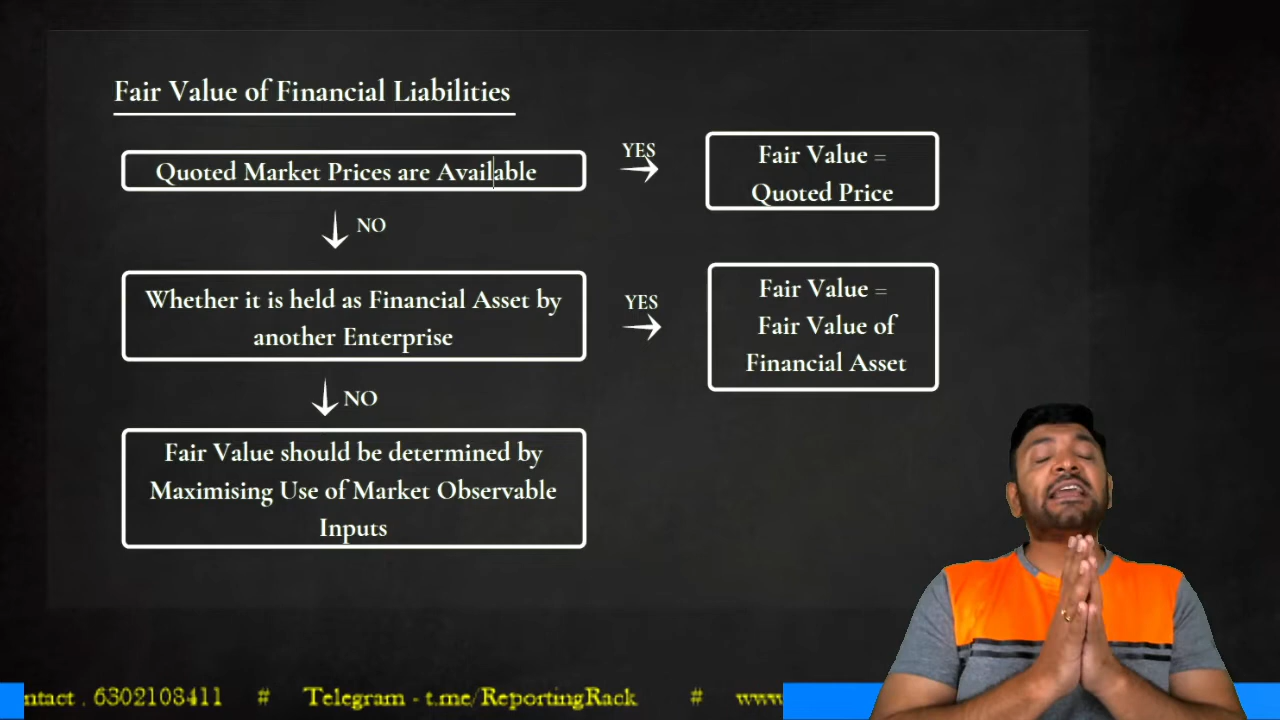 Fair Value of Financial Liabilities
Quoted Market Prices are Available
YES
Fair Value =
Quoted Price
NO
Whether it is held as Financial Asset by
another Enterprise
YES
Fair Value =
Fair Value of
Financial Asset
NO
Fair Value should be determined by
Maximising Use of Market Observable
Inputs
ntact . 6302108411 # Telegram - t.me/ReportingRack # www